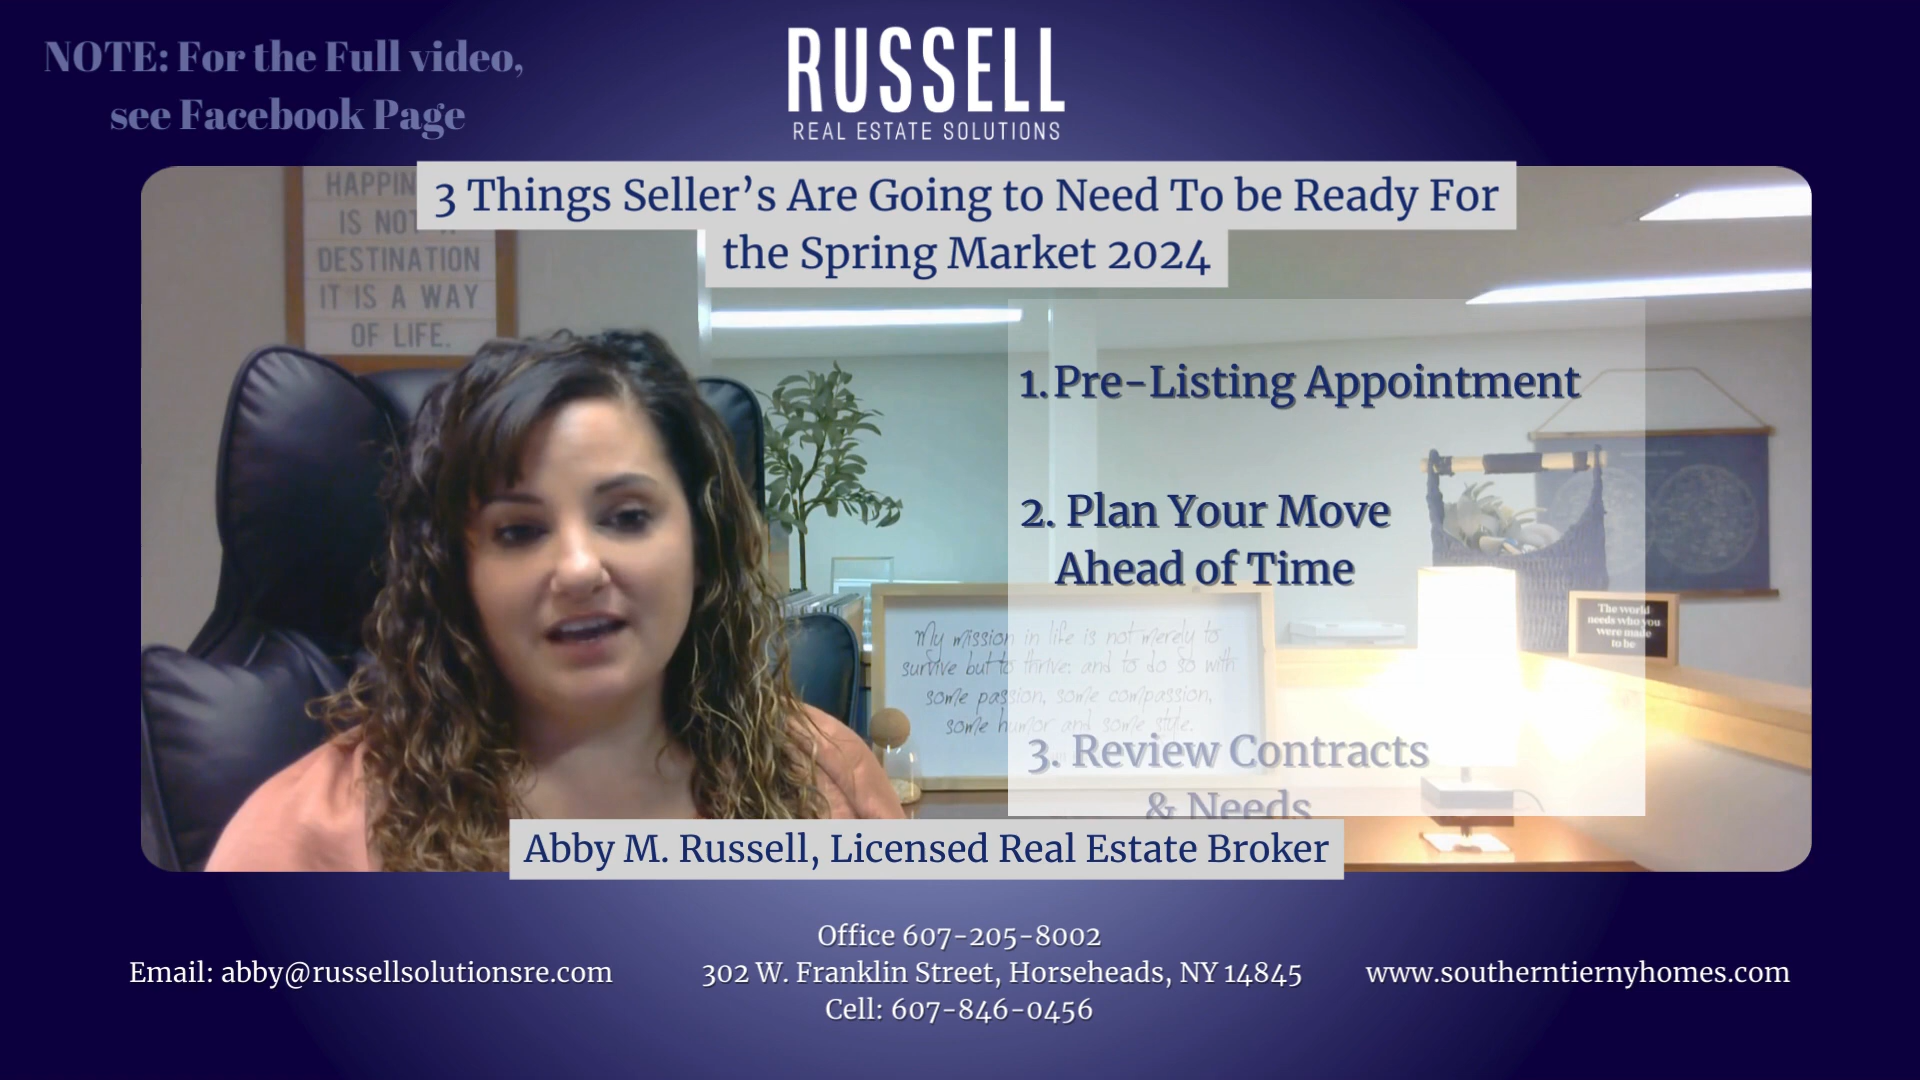 NOTE: For the Full video,
see Facebook Page
RUSSELL
REAL ESTATE SOLUTIONS
3 Things Seller’s Are Going to Need To be Ready For
the Spring Market 2024
HAPPIN
IS NOT A
DESTINATION
IT IS A WAY
OF LIFE.
1. Pre-Listing Appointment
2. Plan Your Move
Ahead of Time
The world
needs who you
were made
to be
My mission in life is not merely to
survive but to thrive; and to do so with
some passion, some compassion,
some humor and some style.
3. Review Contracts
& Needs
Abby M. Russell, Licensed Real Estate Broker
Office 607-205-8002
Email: abby@russellsolutionsre.com
302 W. Franklin Street, Horseheads, NY 14845
www.southerntiernyhomes.com
Cell: 607-846-0456